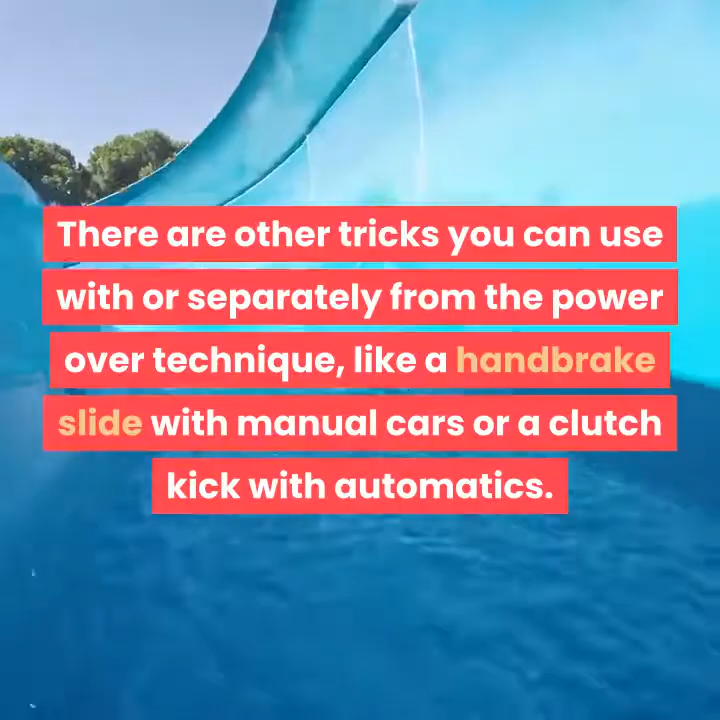 There are other tricks you can use
with or separately from the power
over technique, like a handbrake
slide with manual cars or a clutch
kick with automatics.